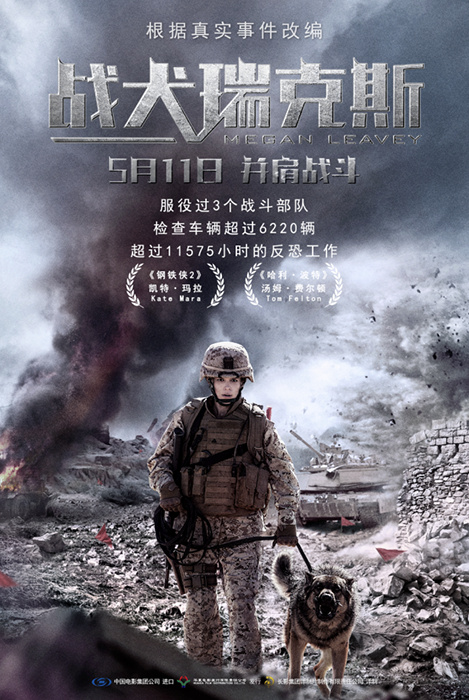 根据真实事件改编
战犬瑞克斯
MEGAN LEAVEY
5月11日 并肩战斗
服役过3个战斗部队
检查车辆超过6220辆
超过11575小时的反恐工作
《钢铁侠2》
凯特·玛拉
Kate Mara
《哈利·波特》
汤姆·费尔顿
Tom Felton
中国电影集团公司 进口
发行